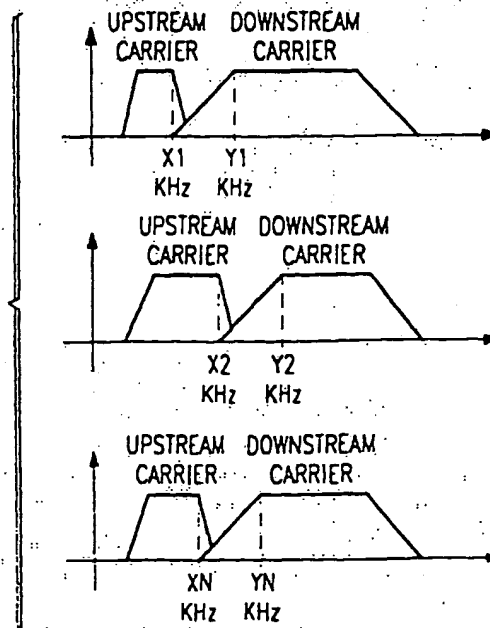 UPSTREAM DOWNSTREAM
CARRIER CARRIER
X1 Y1
KHz KHz
UPSTREAM DOWNSTREAM
CARRIER CARRIER
X2 Y2
KHz KHz
UPSTREAM DOWNSTREAM
CARRIER CARRIER
XN YN
KHz KHz